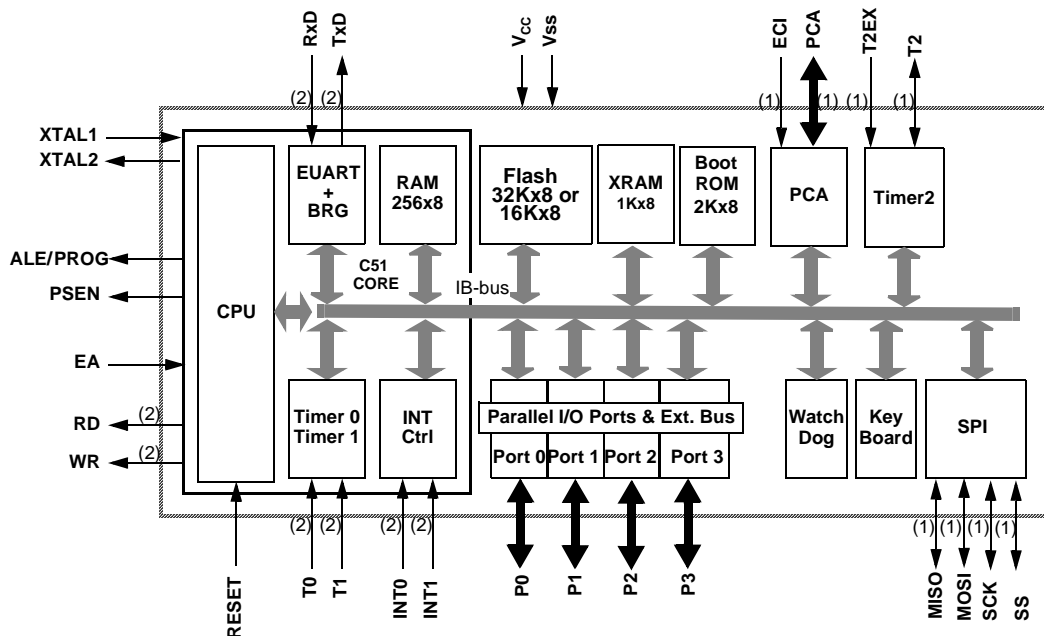 RxD
TxD
VCC
Vss
ECI
PCA
T2EX
T2
(2)
(2)
(1)
(1)
(1)
(1)
XTAL1
XTAL2
ALE/PROG
PSEN
EA
RD
(2)
WR
(2)
CPU
EUART
+
BRG
RAM
256x8
C51
CORE
IB-bus
Flash
32Kx8 or
16Kx8
XRAM
1Kx8
Boot
ROM
2Kx8
PCA
Timer2
Timer 0
Timer 1
INT
Ctrl
Parallel I/O Ports & Ext. Bus
Port 0
Port 1
Port 2
Port 3
Watch
Dog
Key
Board
SPI
(2)
(2)
(2)
(2)
(1)
(1)
(1)
(1)
RESET
T0
T1
INT0
INT1
P0
P1
P2
P3
MISO
MOSI
SCK
SS